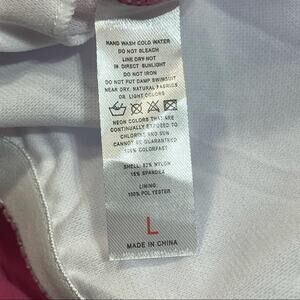 HAND WASH COLD WATER
DO NOT BLEACH
LINE DRY NOT
IN DIRECT SUNLIGHT
DO NOT IRON
DO NOT PUT DAMP SWIMSUIT
NEAR DRY, NATURAL FABRICS
OR LIGHT COLORS
NEON COLORS THAT ARE
CONTINUALLY EXPOSED TO
CHLORINE AND SUN
CANNOT BE GUARANTEED
100% COLORFAST
SHELL: 82% NYLON
18% SPANDEX
LINING:
100% POLYESTER
L
MADE IN CHINA